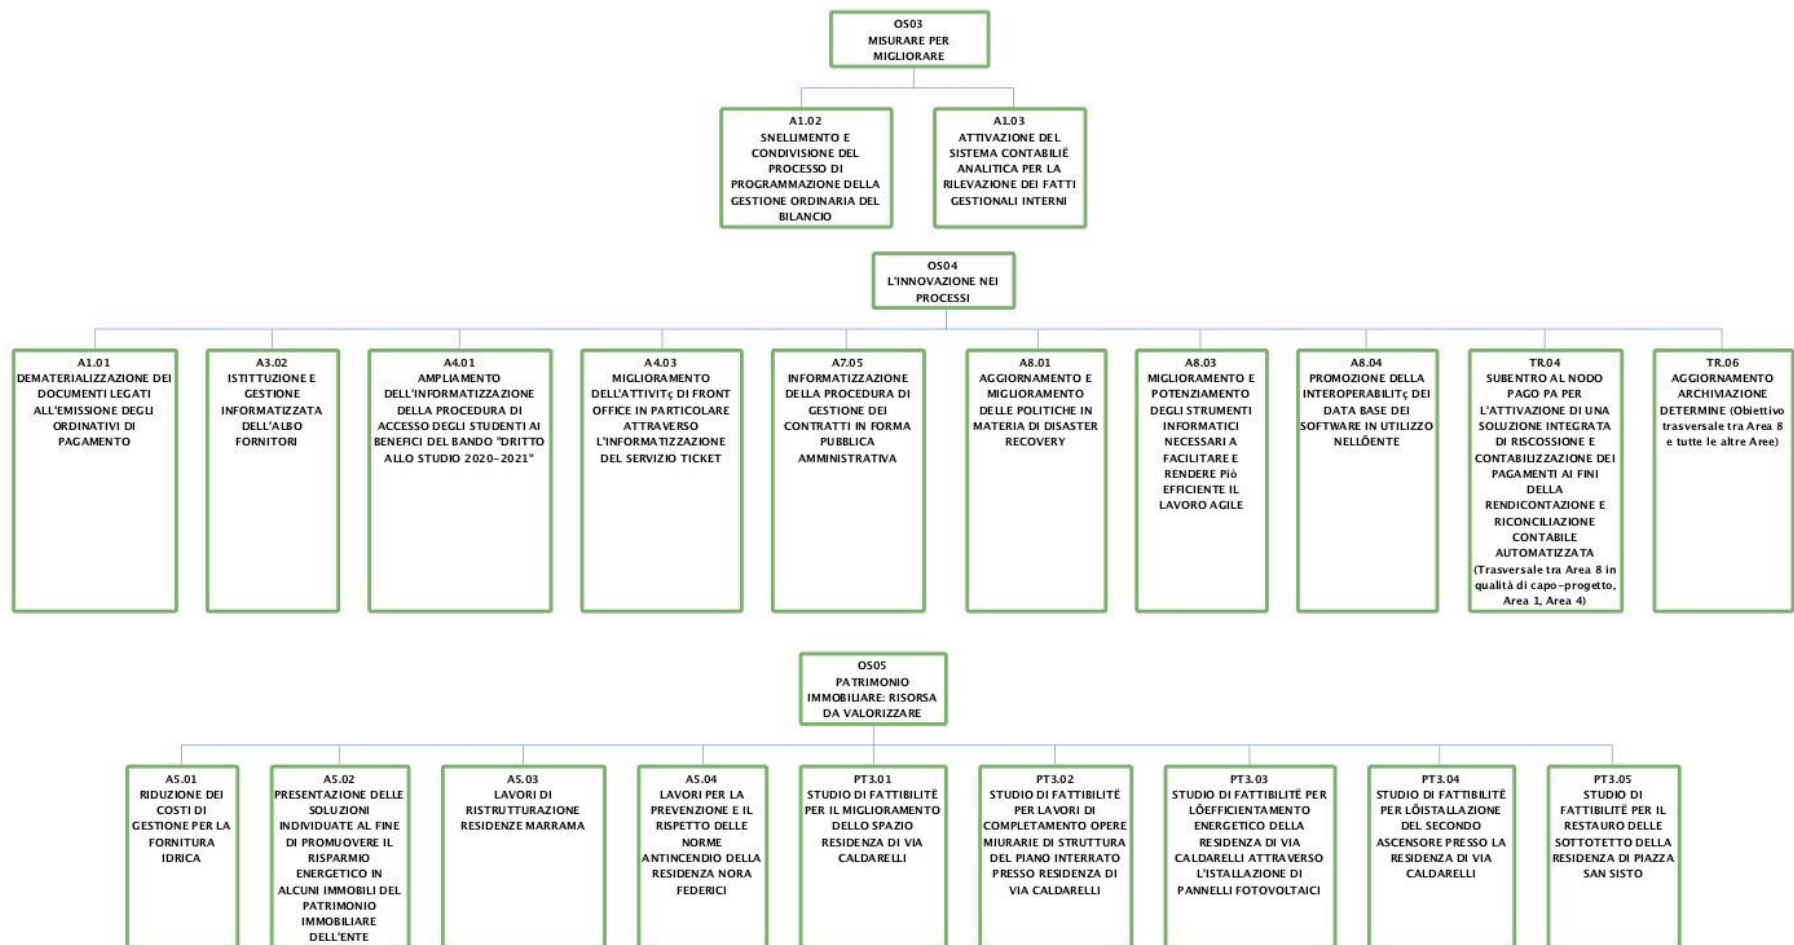 OS03
MISURARE PER
MIGLIORARE
A1.02
SNELLIMENTO E
CONDIVISIONE DEL
PROCESSO DI
PROGRAMMAZIONE DELLA
GESTIONE ORDINARIA DEL
BILANCIO
A1.03
ATTIVAZIONE DEL
SISTEMA CONTABILIË
ANALITICA PER LA
RILEVAZIONE DEI FATTI
GESTIONALI INTERNI
OS04
L'INNOVAZIONE NEI
PROCESSI
A1.01
DEMATERIALIZZAZIONE DEI
DOCUMENTI LEGATI
ALL'EMISSIONE DEGLI
ORDINATIVI DI
PAGAMENTO
A3.02
ISTITTUZIONE E
GESTIONE
INFORMATIZZATA
DELL'ALBO
FORNITORI
A4.01
AMPLIAMENTO
DELL'INFORMATIZZAZIONE
DELLA PROCEDURA DI
ACCESSO DEGLI STUDENTI AI
BENEFICI DEL BANDO "DRITTO
ALLO STUDIO 2020-2021"
A4.03
MIGLIORAMENTO
DELL'ATTIVITç DI FRONT
OFFICE IN PARTICOLARE
ATTRAVERSO
L'INFORMATIZZAZIONE
DEL SERVIZIO TICKET
A7.05
INFORMATIZZAZIONE
DELLA PROCEDURA DI
GESTIONE DEI
CONTRATTI IN FORMA
PUBBLICA
AMMINISTRATIVA
A8.01
AGGIORNAMENTO E
MIGLIORAMENTO
DELLE POLITICHE IN
MATERIA DI DISASTER
RECOVERY
A8.03
MIGLIORAMENTO E
POTENZIAMENTO
DEGLI STRUMENTI
INFORMATICI
NECESSARI A
FACILITARE E
RENDERE Più
EFFICIENTE IL
LAVORO AGILE
A8.04
PROMOZIONE DELLA
INTEROPERABILITç DEI
DATA BASE DEI
SOFTWARE IN UTILIZZO
NELLÕENTE
TR.04
SUBENTRO AL NODO
PAGO PA PER
L'ATTIVAZIONE DI UNA
SOLUZIONE INTEGRATA
DI RISCOSSIONE E
CONTABILIZZAZIONE DEI
PAGAMENTI AI FINI
DELLA
RENDICONTAZIONE E
RICONCILIAZIONE
CONTABILE
AUTOMATIZZATA
(Trasversale tra Area 8 in
qualità di capo-progetto,
Area 1, Area 4)
TR.06
AGGIORNAMENTO
ARCHIVIAZIONE
DETERMINE (Obiettivo
trasversale tra Area 8
e tutte le altre Aree)
OS05
PATRIMONIO
IMMOBILIARE: RISORSA
DA VALORIZZARE
A5.01
RIDUZIONE DEI
COSTI DI
GESTIONE PER LA
FORNITURA
IDRICA
A5.02
PRESENTAZIONE DELLE
SOLUZIONI
INDIVIDUATE AL FINE
DI PROMUOVERE IL
RISPARMIO
ENERGETICO IN
ALCUNI IMMOBILI DEL
PATRIMONIO
IMMOBILIARE
DELL'ENTE
A5.03
LAVORI DI
RISTRUTTURAZIONE
RESIDENZE MARRAMA
A5.04
LAVORI PER LA
PREVENZIONE E IL
RISPETTO DELLE
NORME
ANTINCENDIO DELLA
RESIDENZA NORA
FEDERICI
PT3.01
STUDIO DI FATTIBILITË
PER IL MIGLIORAMENTO
DELLO SPAZIO
RESIDENZA DI VIA
CALDARELLI
PT3.02
STUDIO DI FATTIBILITË
PER LAVORI DI
COMPLETAMENTO OPERE
MIURARIE DI STRUTTURA
DEL PIANO INTERRATO
PRESSO RESIDENZA DI
VIA CALDARELLI
PT3.03
STUDIO DI FATTIBILITË PER
LÕEFFICIENTAMENTO
ENERGETICO DELLA
RESIDENZA DI VIA
CALDARELLI ATTRAVERSO
L'ISTALLAZIONE DI
PANNELLI FOTOVOLTAICI
PT3.04
STUDIO DI FATTIBILITË
PER LÕISTALLAZIONE
DEL SECONDO
ASCENSORE PRESSO LA
RESIDENZA DI VIA
CALDARELLI
PT3.05
STUDIO DI
FATTIBILITË PER IL
RESTAURO DELLE
SOTTOTETTO DELLA
RESIDENZA DI PIAZZA
SAN SISTO